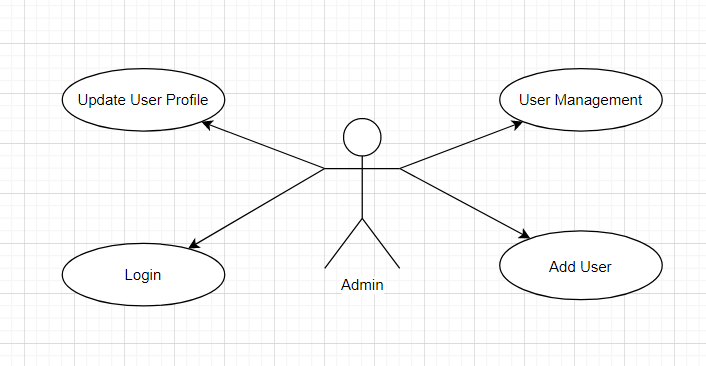 Update User Profile
User Management
Login
Add User
Admin